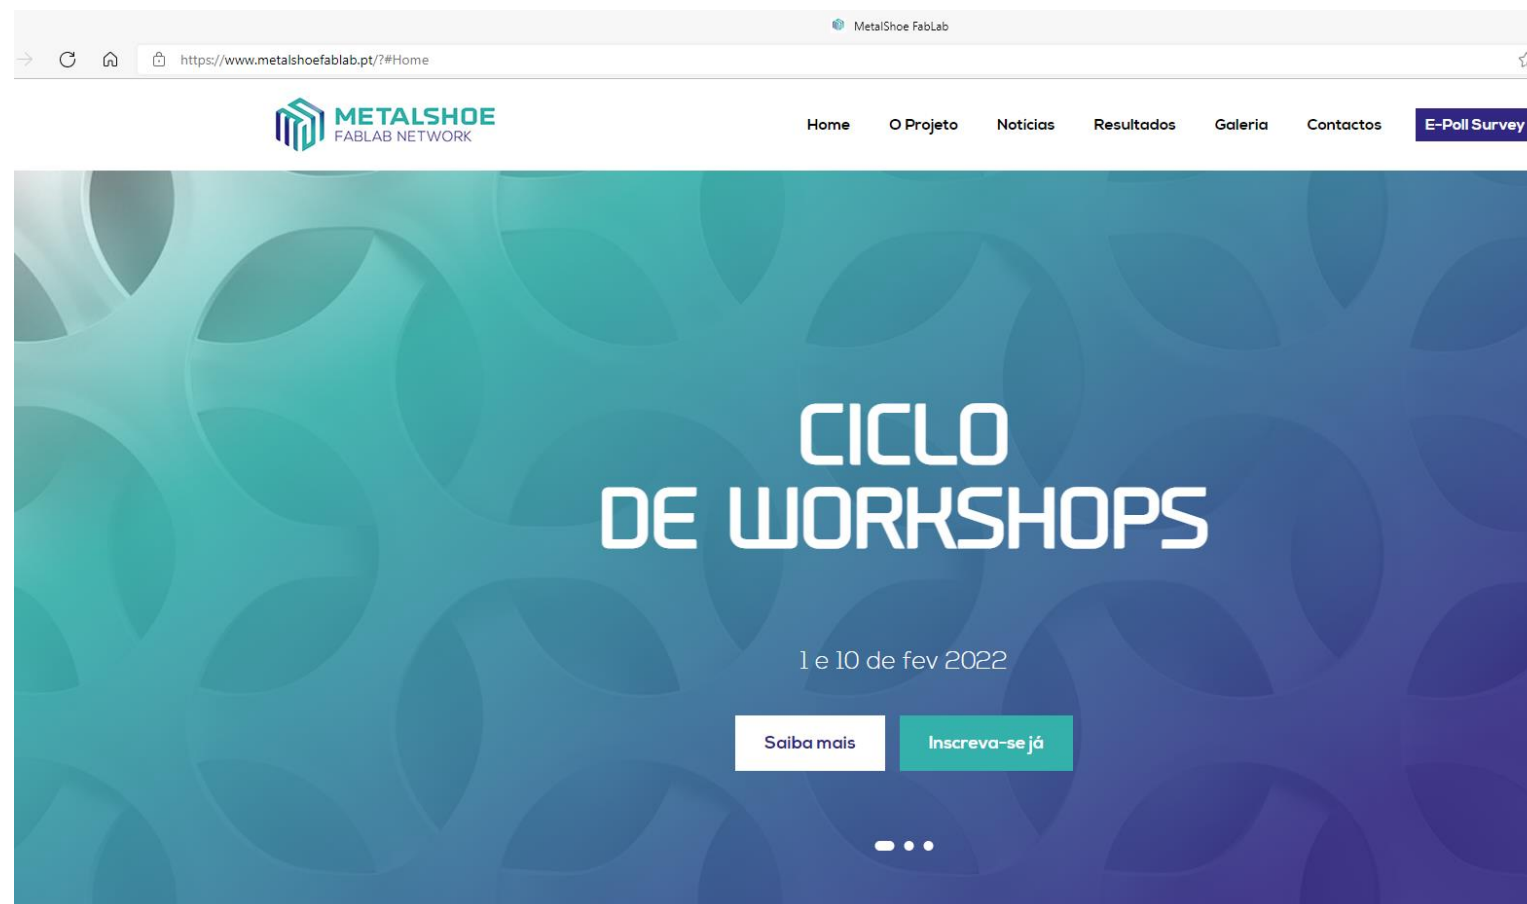 MetalShoe FabLab
https://www.metalshoefablab.pt/?#Home
METALSHOE
FABLAB NETWORK
Home O Projeto Notícias Resultados Galeria Contactos E-Poll Survey
CICLO
DE WORKSHOPS
1 e 10 de fev 2022
Saiba mais Inscreva-se já